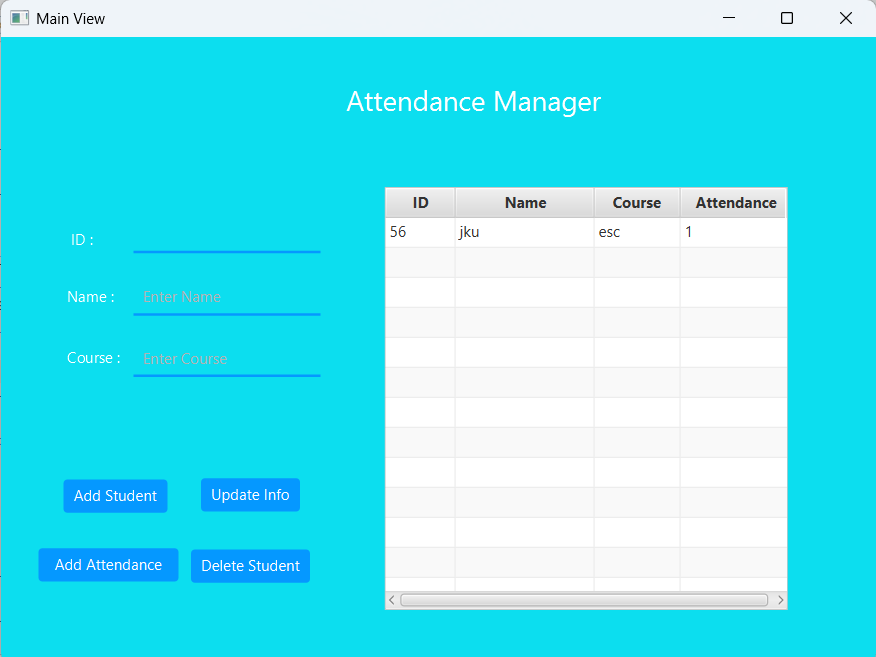 Main View
Attendance Manager
ID Name Course Attendance
56 jku esc 1
ID :
Name : Enter Name
Course : Enter Course
Add Student Update Info
Add Attendance Delete Student